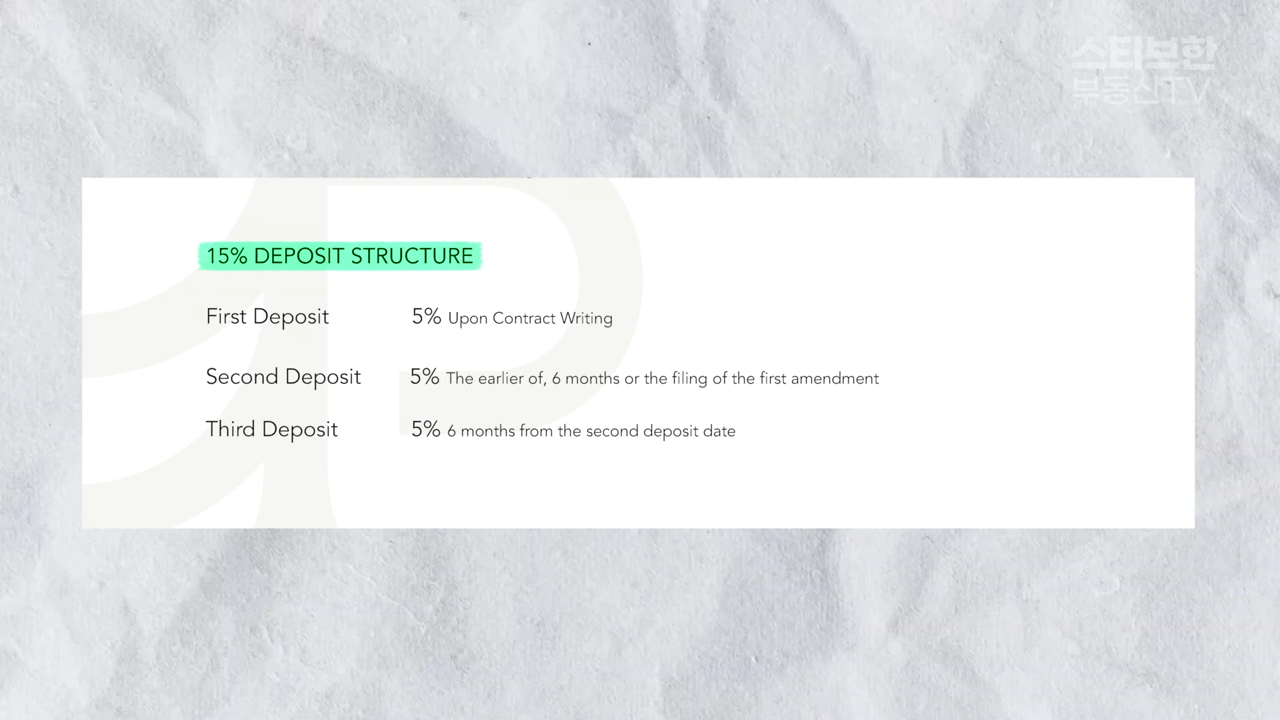 스티브한
부동산TV
15% DEPOSIT STRUCTURE
First Deposit 5% Upon Contract Writing
Second Deposit 5% The earlier of, 6 months or the filing of the first amendment
Third Deposit 5% 6 months from the second deposit date